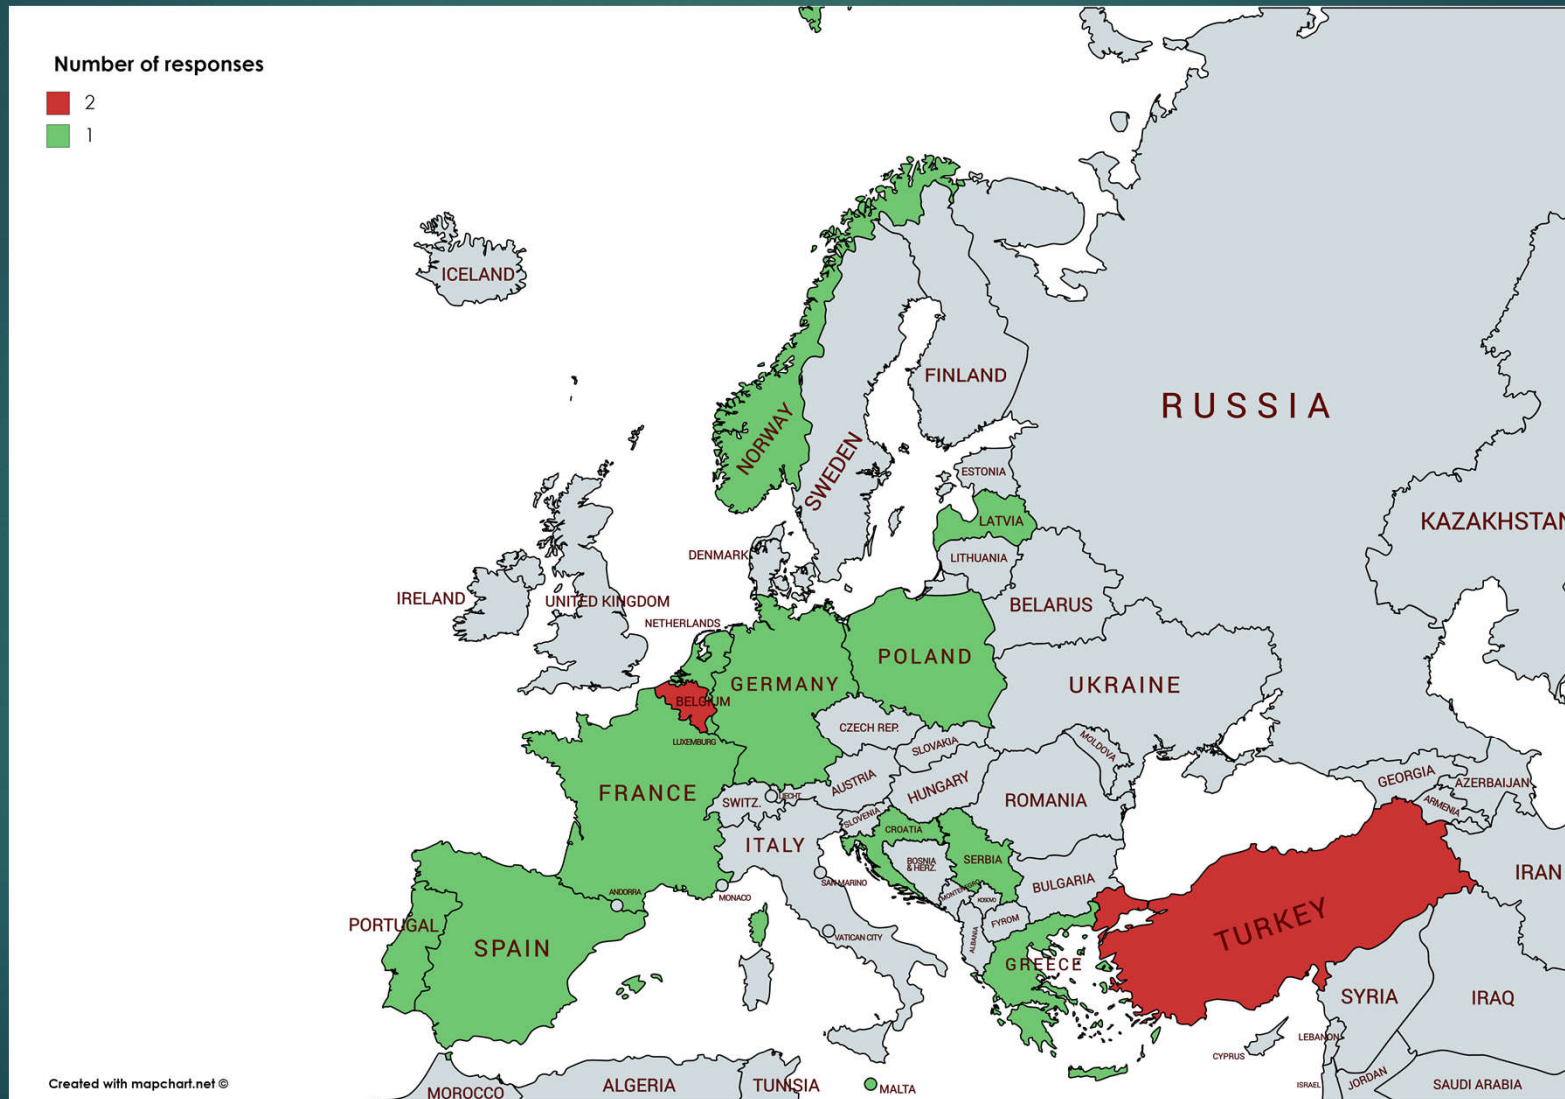 Number of responses
2
1
ICELAND
NORWAY
SWEDEN
FINLAND
RUSSIA
ESTONIA
LATVIA
LITHUANIA
KAZAKHSTAN
DENMARK
IRELAND
UNITED KINGDOM
NETHERLANDS
BELARUS
POLAND
GERMANY
BELGIUM
UKRAINE
LUXEMBURG
CZECH REP.
SLOVAKIA
MOLDOVA
FRANCE
SWITZ.
LIECHT
AUSTRIA
HUNGARY
ROMANIA
GEORGIA
AZERBAIJAN
ARMENIA
SLOVENIA
CROATIA
ITALY
BOSNIA
& HERZ.
SERBIA
SAN MARINO
MONTENEGRO
KOSOVO
BULGARIA
IRAN
ANDORRA
MONACO
PORTUGAL
SPAIN
VATICAN CITY
ALBANIA
FYROM
GREECE
TURKEY
SYRIA
IRAQ
CYPRUS
LEBANON
ISRAEL
JORDAN
SAUDI ARABIA
MOROCCO
ALGERIA
TUNISIA
MALTA
Created with mapchart.net ©